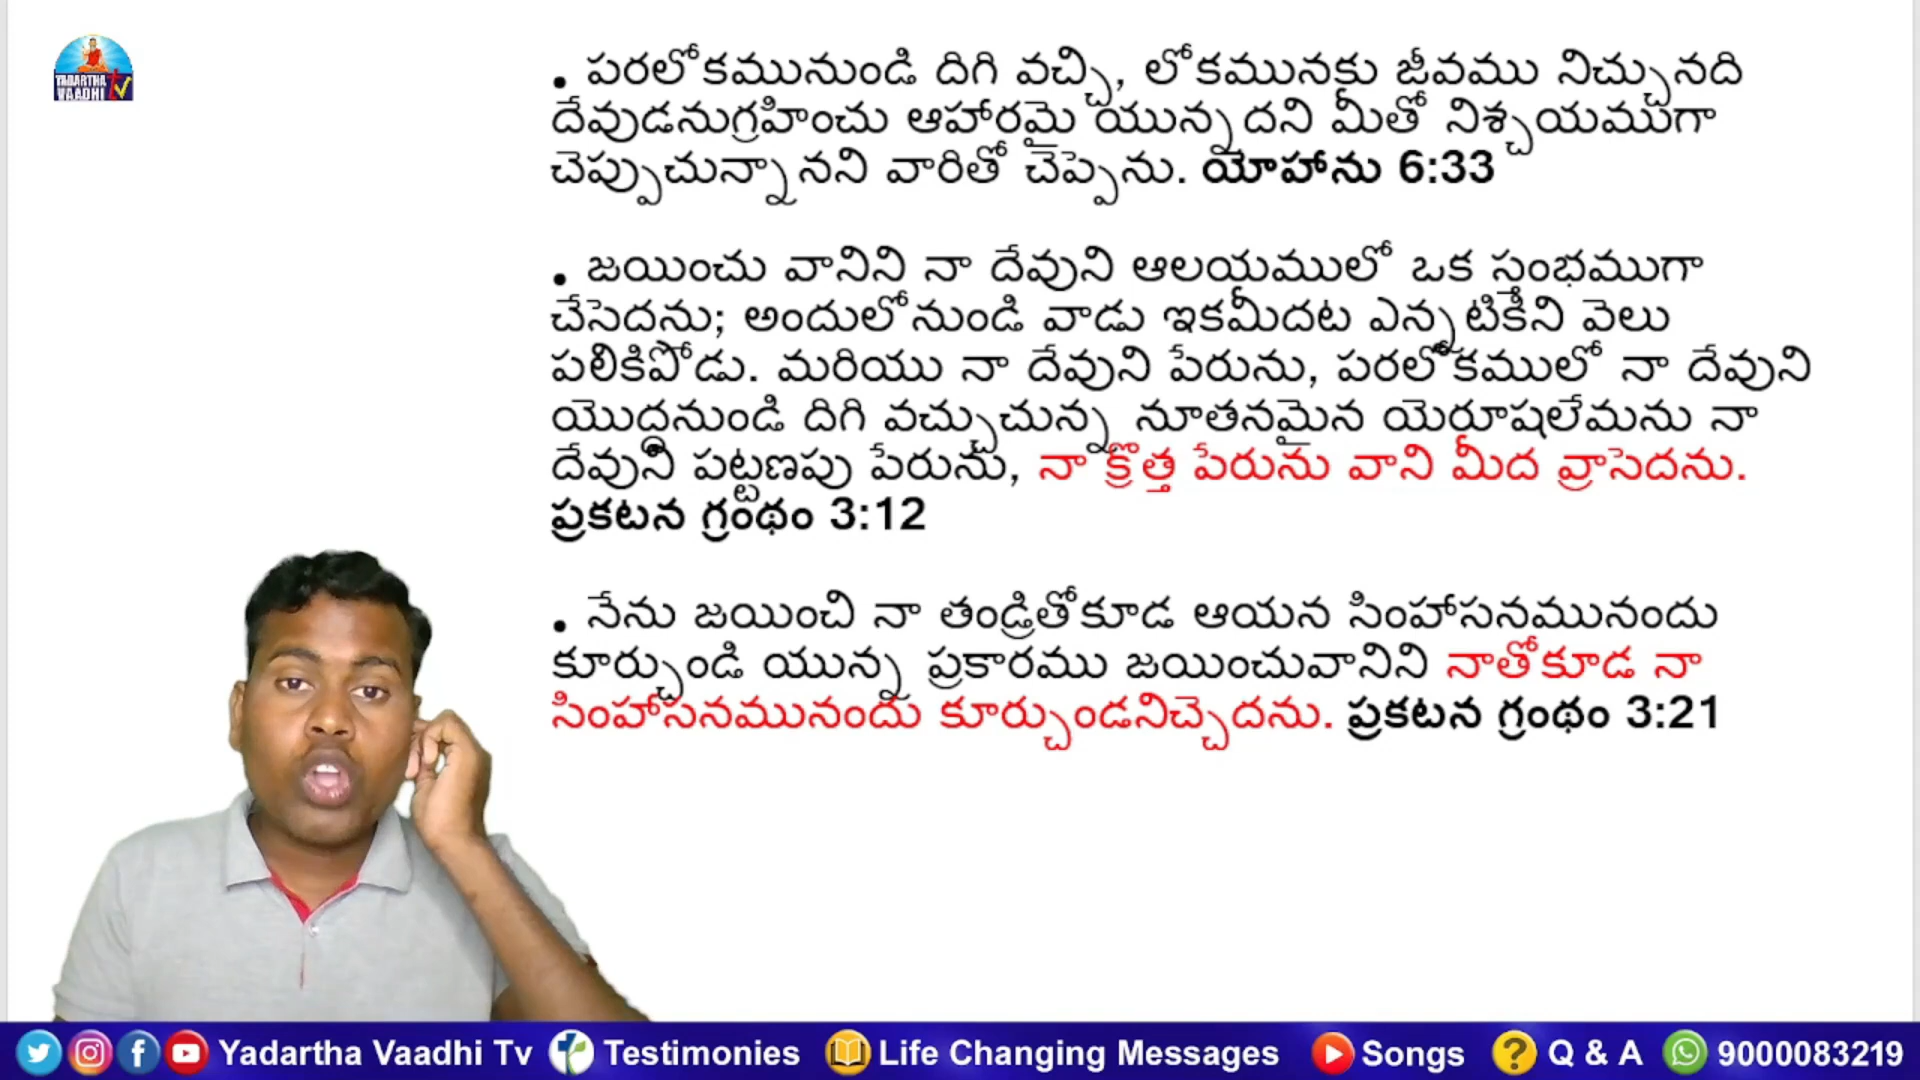 YADARTHA
VAADHI TV
. పరలోకమునుండి దిగి వచ్చి, లోకమునకు జీవము నిచ్చునది
దేవుడనుగ్రహించు ఆహారమై యున్నదని మీతో నిశ్చయముగా
చెప్పుచున్నానని వారితో చెప్పెను. యోహాను 6:33
. జయించు వానిని నా దేవుని ఆలయములో ఒక స్తంభముగా
చేసెదను; అందులోనుండి వాడు ఇకమీదట ఎన్నటికిని వెలు
పలికిపోడు. మరియు నా దేవుని పేరును, పరలోకములో నా దేవుని
యొద్దనుండి దిగి వచ్చుచున్న నూతనమైన యెరూషలేమను నా
దేవుని పట్టణపు పేరును, నా క్రొత్త పేరును వాని మీద వ్రాసెదను.
ప్రకటన గ్రంథం 3:12
. నేను జయించి నా తండ్రితోకూడ ఆయన సింహాసనమునందు
కూర్చుండి యున్న ప్రకారము జయించువానిని నాతోకూడ నా
సింహాసనమునందు కూర్చుండనిచ్చెదను. ప్రకటన గ్రంథం 3:21
Yadartha Vaadhi Tv Testimonies Life Changing Messages Songs Q & A 9000083219